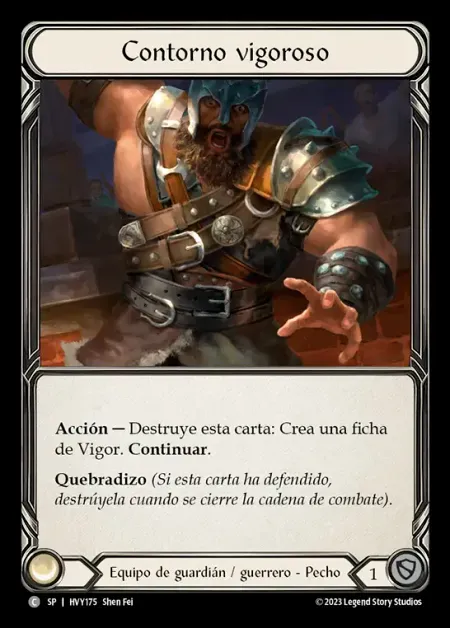 Contorno vigoroso
Acción — Destruye esta carta: Crea una ficha
de Vigor. Continuar.
Quebradizo (Si esta carta ha defendido,
destrúyela cuando se cierre la cadena de combate).
Equipo de guardián / guerrero - Pecho
1
C SP | HVY175 Shen Fei
© 2023 Legend Story Studios